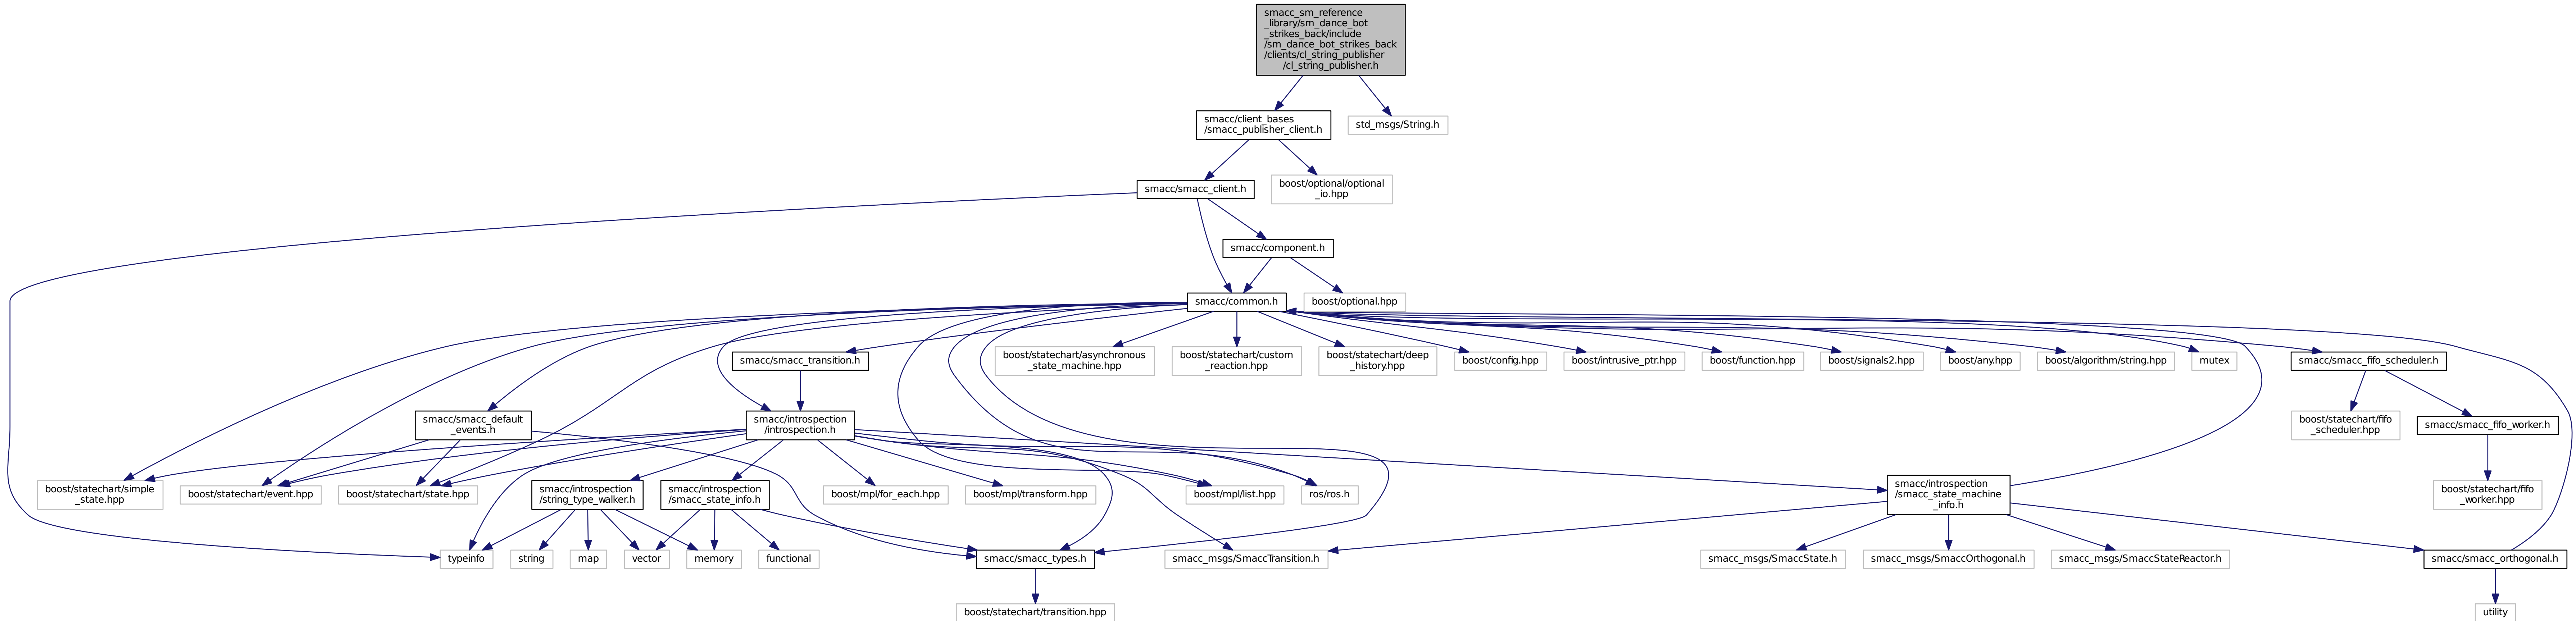 smacc_sm_reference
_library/sm_dance_bot
_strikes_back/include
/sm_dance_bot_strikes_back
/clients/cl_string_publisher
/cl_string_publisher.h
smacc/client_bases
/smacc_publisher_client.h
std_msgs/String.h
smacc/smacc_client.h
boost/optional/optional
_io.hpp
smacc/component.h
smacc/common.h
boost/optional.hpp
smacc/smacc_transition.h
boost/statechart/asynchronous
_state_machine.hpp
boost/statechart/custom
_reaction.hpp
boost/statechart/deep
_history.hpp
boost/config.hpp
boost/intrusive_ptr.hpp
boost/function.hpp
boost/signals2.hpp
boost/any.hpp
boost/algorithm/string.hpp
mutex
smacc/smacc_fifo_scheduler.h
smacc/smacc_default
_events.h
smacc/introspection
/introspection.h
boost/statechart/fifo
_scheduler.hpp
smacc/smacc_fifo_worker.h
boost/statechart/simple
_state.hpp
boost/statechart/event.hpp
boost/statechart/state.hpp
smacc/introspection
/string_type_walker.h
smacc/introspection
/smacc_state_info.h
boost/mpl/for_each.hpp
boost/mpl/transform.hpp
boost/mpl/list.hpp
ros/ros.h
smacc/introspection
/smacc_state_machine
_info.h
boost/statechart/fifo
_worker.hpp
typeinfo
string
map
vector
memory
functional
smacc/smacc_types.h
smacc_msgs/SmaccTransition.h
smacc_msgs/SmaccState.h
smacc_msgs/SmaccOrthogonal.h
smacc_msgs/SmaccStateReactor.h
smacc/smacc_orthogonal.h
boost/statechart/transition.hpp
utility